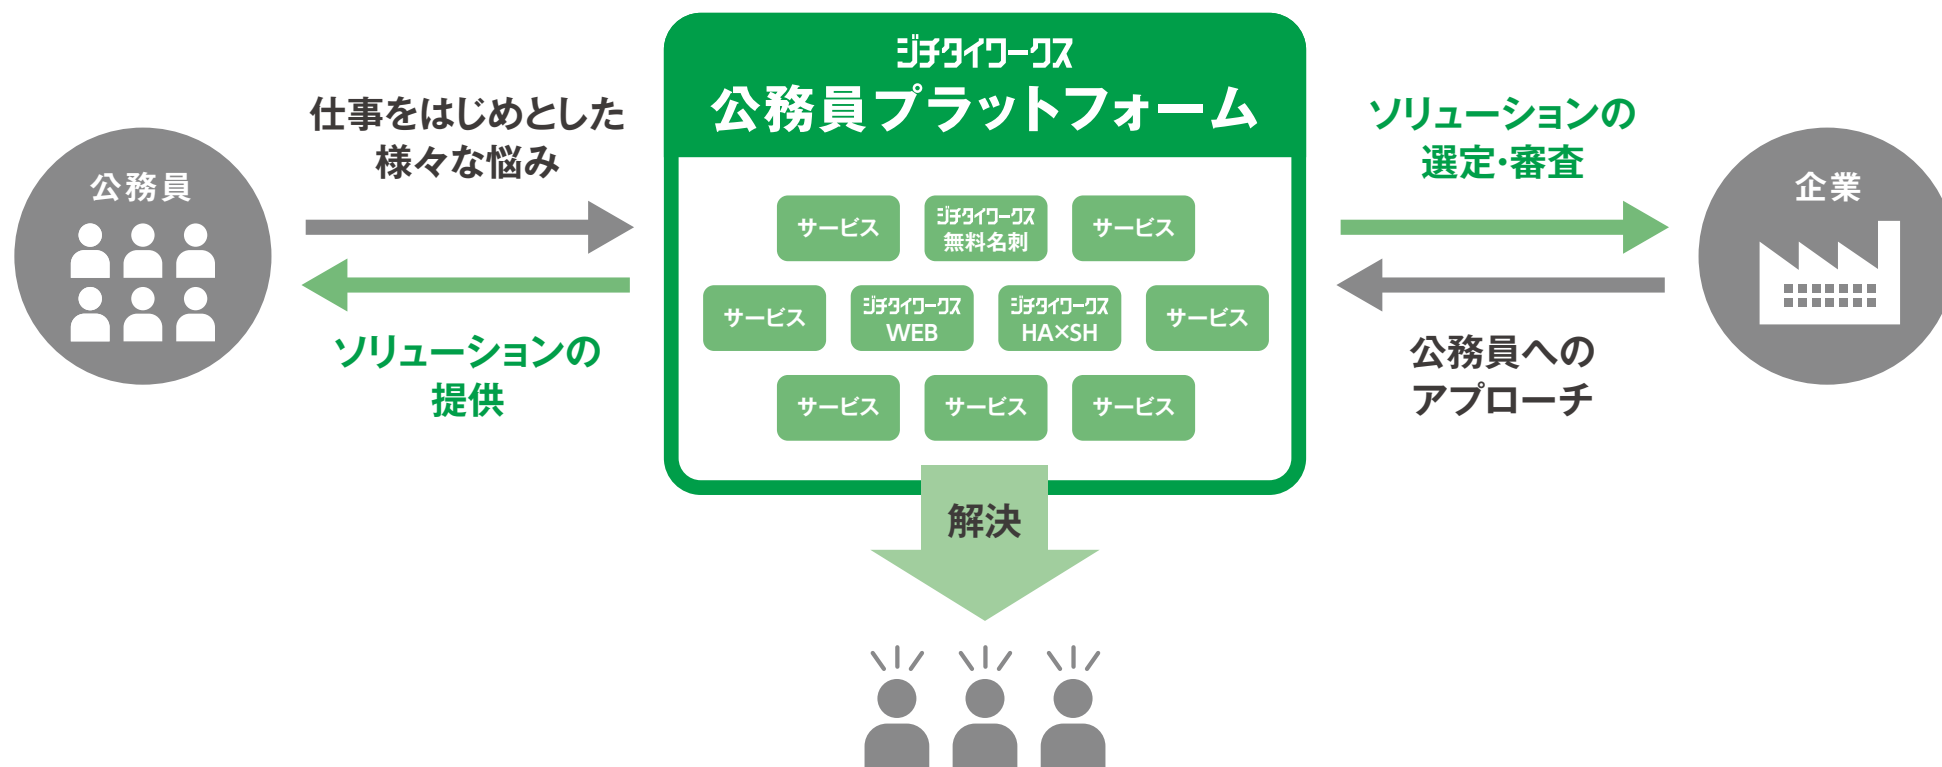 ジチタイワークス
公務員プラットフォーム
公務員
仕事をはじめとした
様々な悩み
ソリューションの
提供
サービス
ジチタイワークス
無料名刺
サービス
サービス
ジチタイワークス
WEB
ジチタイワークス
HA×SH
サービス
サービス
サービス
サービス
ソリューションの
選定・審査
公務員への
アプローチ
企業
解決